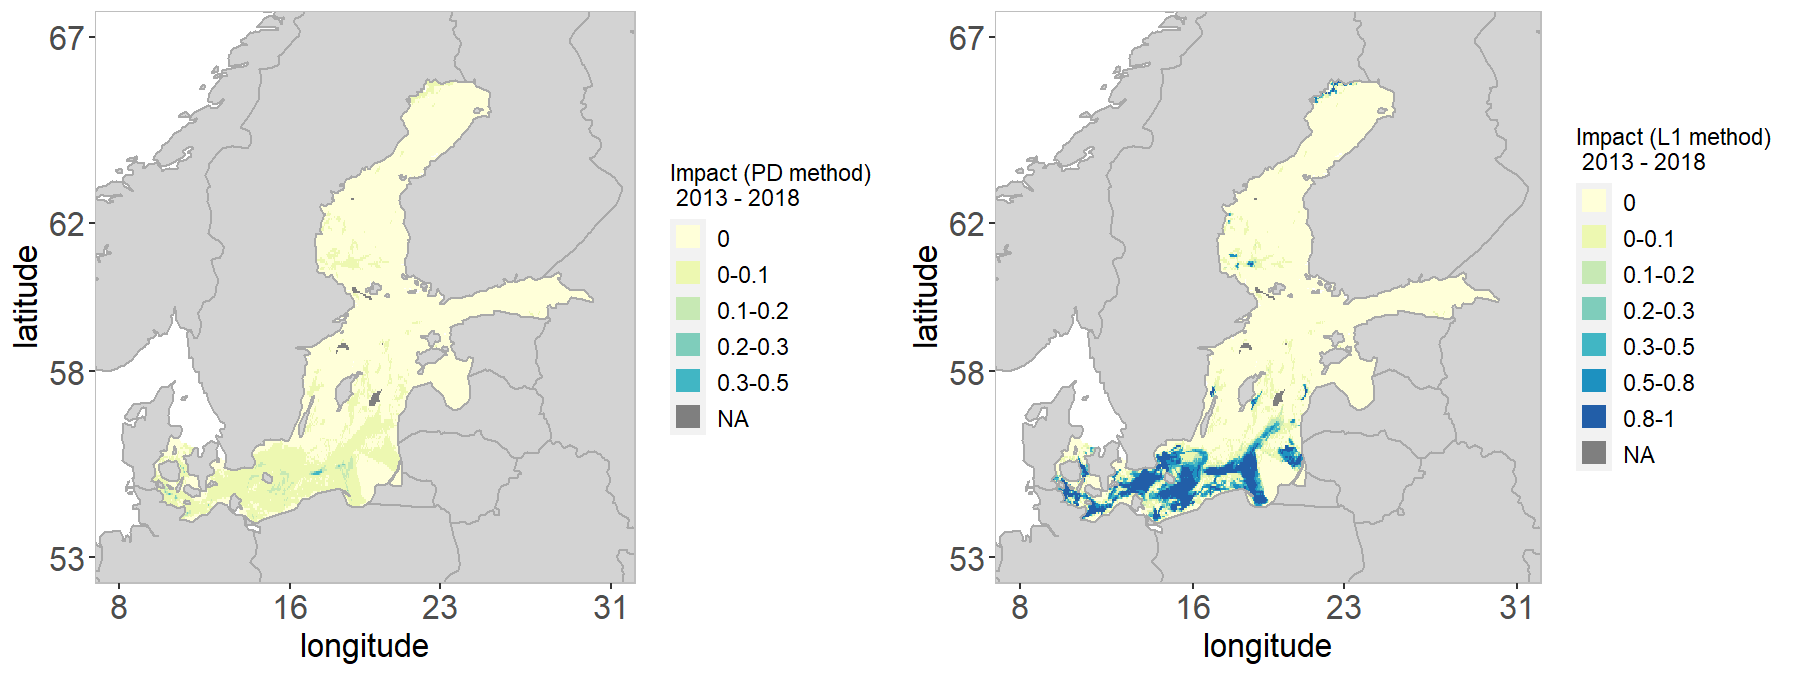 67
62
58
53
latitude
8
16
23
31
longitude
Impact (PD method)
2013 - 2018
0
0-0.1
0.1-0.2
0.2-0.3
0.3-0.5
NA
67
62
58
53
latitude
8
16
23
31
longitude
Impact (L1 method)
2013 - 2018
0
0-0.1
0.1-0.2
0.2-0.3
0.3-0.5
0.5-0.8
0.8-1
NA